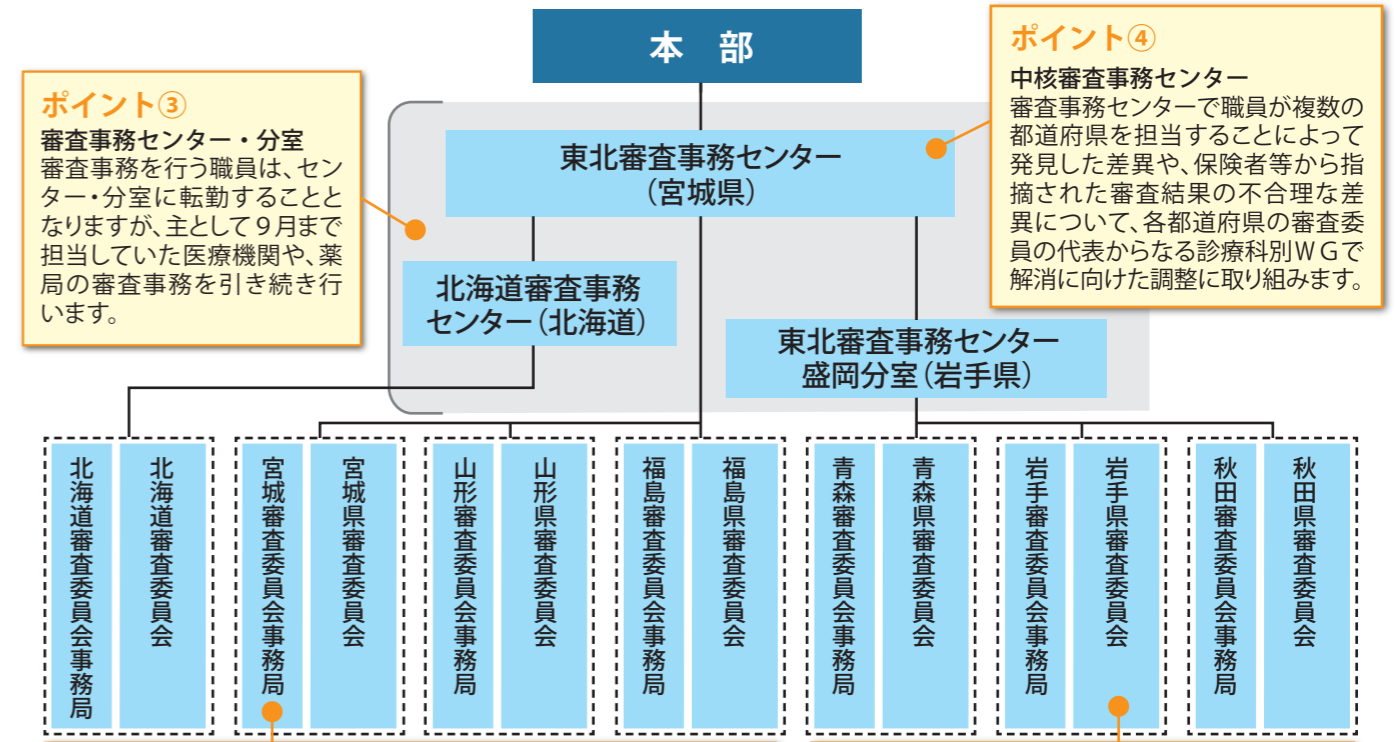 本 部
ポイント③
審査事務センター・分室
審査事務を行う職員は、セン
ター・分室に転勤することと
なりますが、主として９月まで
担当していた医療機関や、薬
局の審査事務を引き続き行
います。
ポイント④
中核審査事務センター
審査事務センターで職員が複数の
都道府県を担当することによって
発見した差異や、保険者等から指
摘された審査結果の不合理な差
異について、各都道府県の審査委
員の代表からなる診療科別ＷＧで
解消に向けた調整に取り組みます。
東北審査事務センター
（宮城県）
北海道審査事務
センター（北海道）
東北審査事務センター
盛岡分室（岩手県）
北海道審査委員会事務局
北海道審査委員会
宮城審査委員会事務局
宮城県審査委員会
山形審査委員会事務局
山形県審査委員会
福島審査委員会事務局
福島県審査委員会
青森審査委員会事務局
青森県審査委員会
岩手審査委員会事務局
岩手県審査委員会
秋田審査委員会事務局
秋田県審査委員会